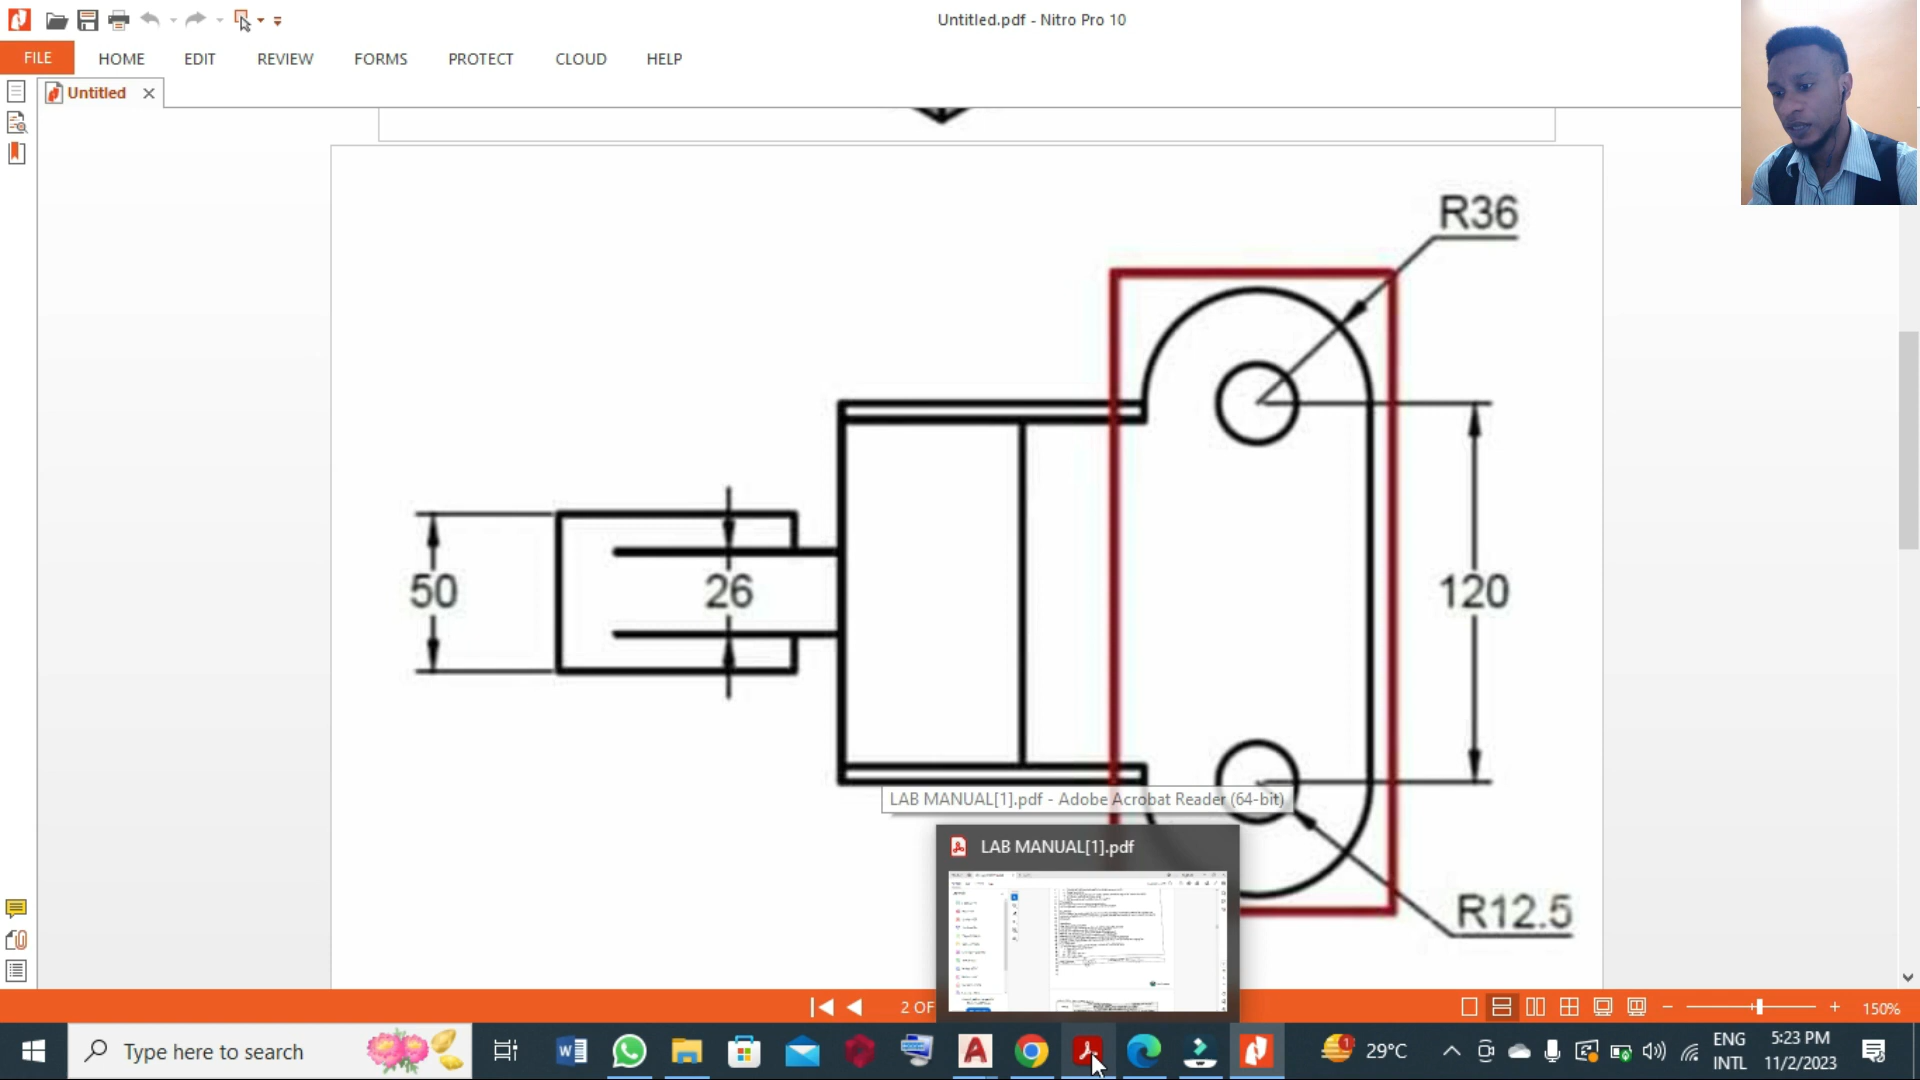 Untitled.pdf - Nitro Pro 10
FILE HOME EDIT REVIEW FORMS PROTECT CLOUD HELP
Untitled
R36
50
26
120
R12.5
LAB MANUAL[1].pdf - Adobe Acrobat Reader (64-bit)
LAB MANUAL[1].pdf
2 OF
150%
Type here to search
1
29°C
ENG
INTL
5:23 PM
11/2/2023